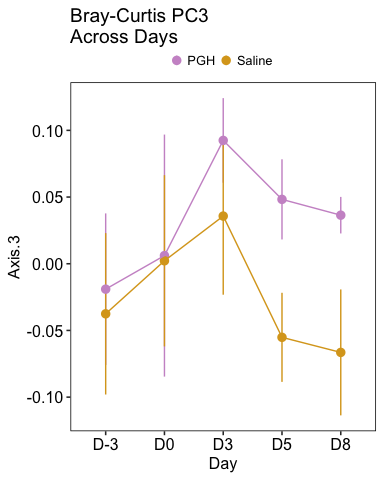 Bray-Curtis PC3
Across Days
PGH Saline
0.10
0.05
0.00
-0.05
-0.10
Axis.3
D-3 D0 D3 D5 D8
Day